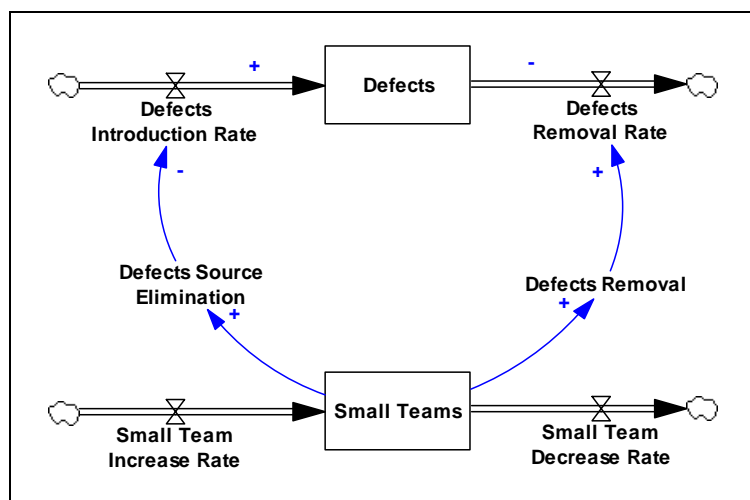 +
-
Defects
Defects
Introduction Rate
Defects
Removal Rate
-
+
Defects Source
Elimination
Defects Removal
+
+
Small Teams
Small Team
Increase Rate
Small Team
Decrease Rate